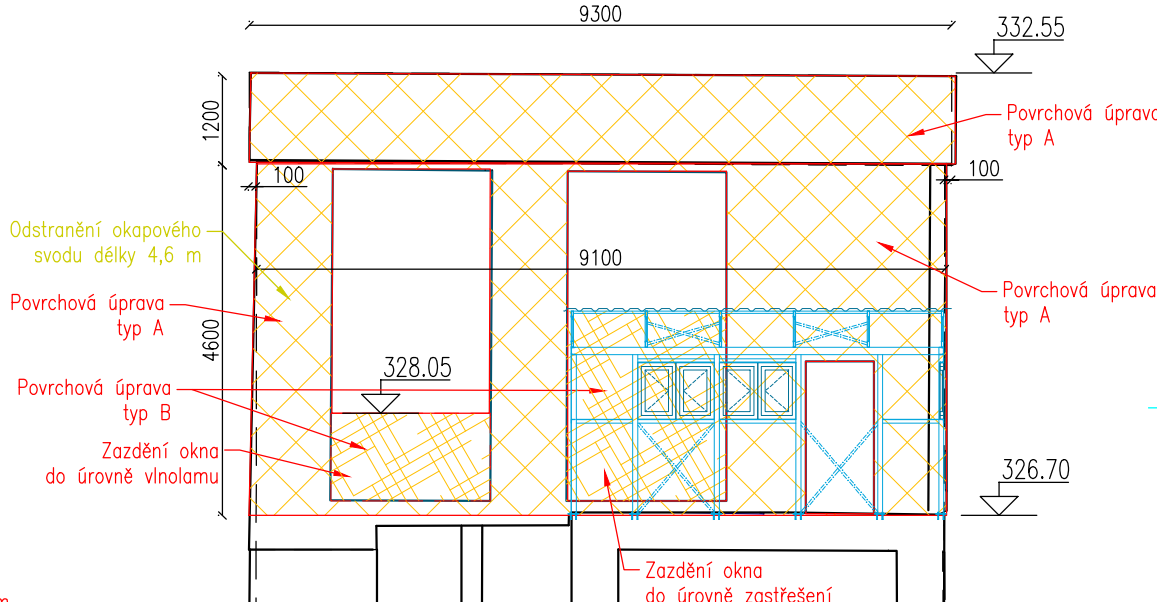 9300
332.55
1200
Povrchová úprava
typ A
100
100
Odstranění okapového
svodu délky 4,6 m
9100
Povrchová úprava
typ A
Povrchová úprava
typ A
4600
328.05
Povrchová úprava
typ B
Zazdění okna
do úrovně vlnolamu
326.70
Zazdění okna
do úrovně zastřešení